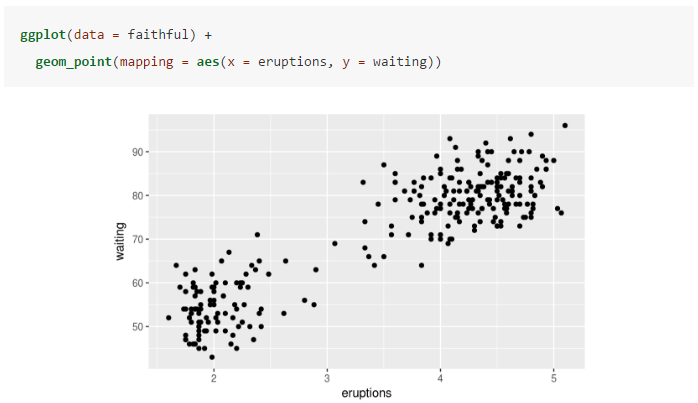 ggplot(data = faithful) +
  geom_point(mapping = aes(x = eruptions, y = waiting))
90
80
70
60
50
waiting
2 3 4 5
eruptions